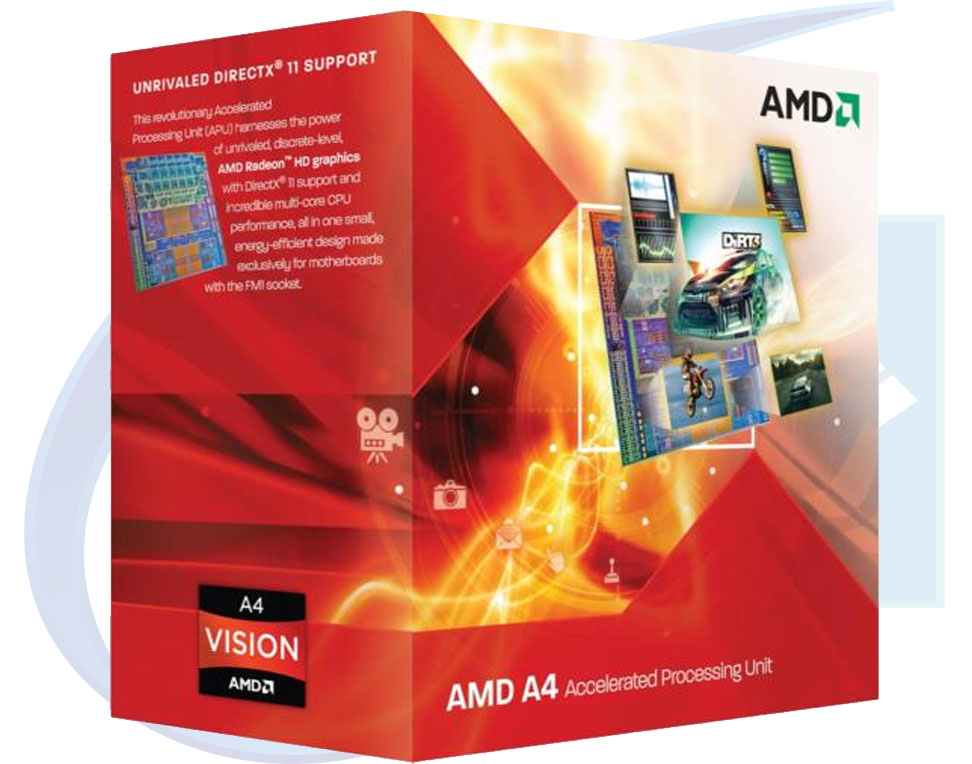 UNRIVALED DIRECTX® 11 SUPPORT
This revolutionary Accelerated
Processing Unit (APU) harnesses the power
of unrivaled, discrete-level,
AMD Radeon™ HD graphics
with DirectX® 11 support and
incredible multi-core CPU
performance, all in one small,
energy-efficient design made
exclusively for motherboards
with the FM1 socket.
A4
VISION
AMD
AMD
DiRT3
AMD A4 Accelerated Processing Unit